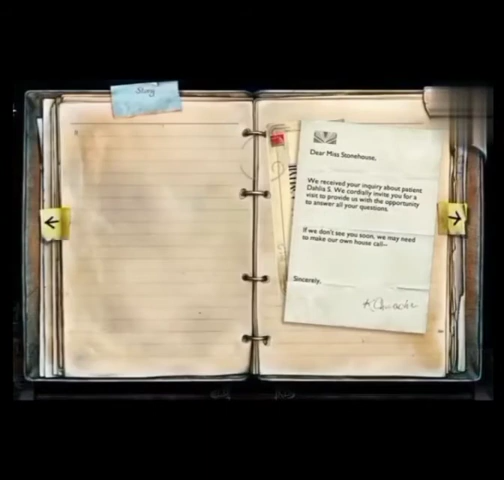 Story
Dear Miss Stonehouse,
We received your inquiry about patient
Dahlia S. We cordially invite you for a
visit to provide us with the opportunity
to answer all your questions.
If we don't see you soon, we may need
to make our own house call--
Sincerely,